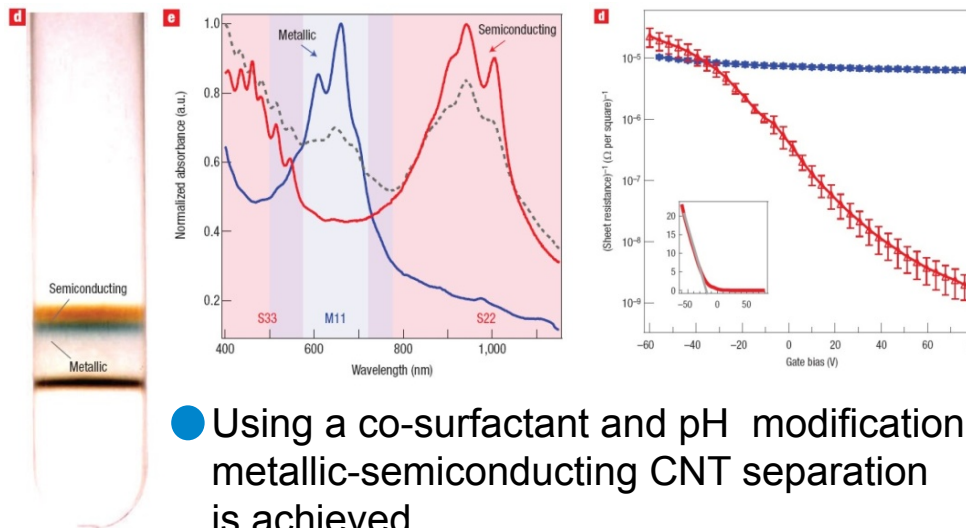 d
Semiconducting
Metallic
e
Normalized absorbance (a.u.)
1.0
0.8
0.6
0.4
0.2
Metallic
Semiconducting
S33
M11
S22
400
600
800
1,000
Wavelength (nm)
d
(Sheet resistance)⁻¹ (Ω per square)⁻¹
10⁻⁵
10⁻⁶
10⁻⁷
10⁻⁸
10⁻⁹
20
15
10
5
0
−50
0
50
−60
−40
−20
0
20
40
60
Gate bias (V)
Using a co-surfactant and pH modification
metallic-semiconducting CNT separation
is achieved